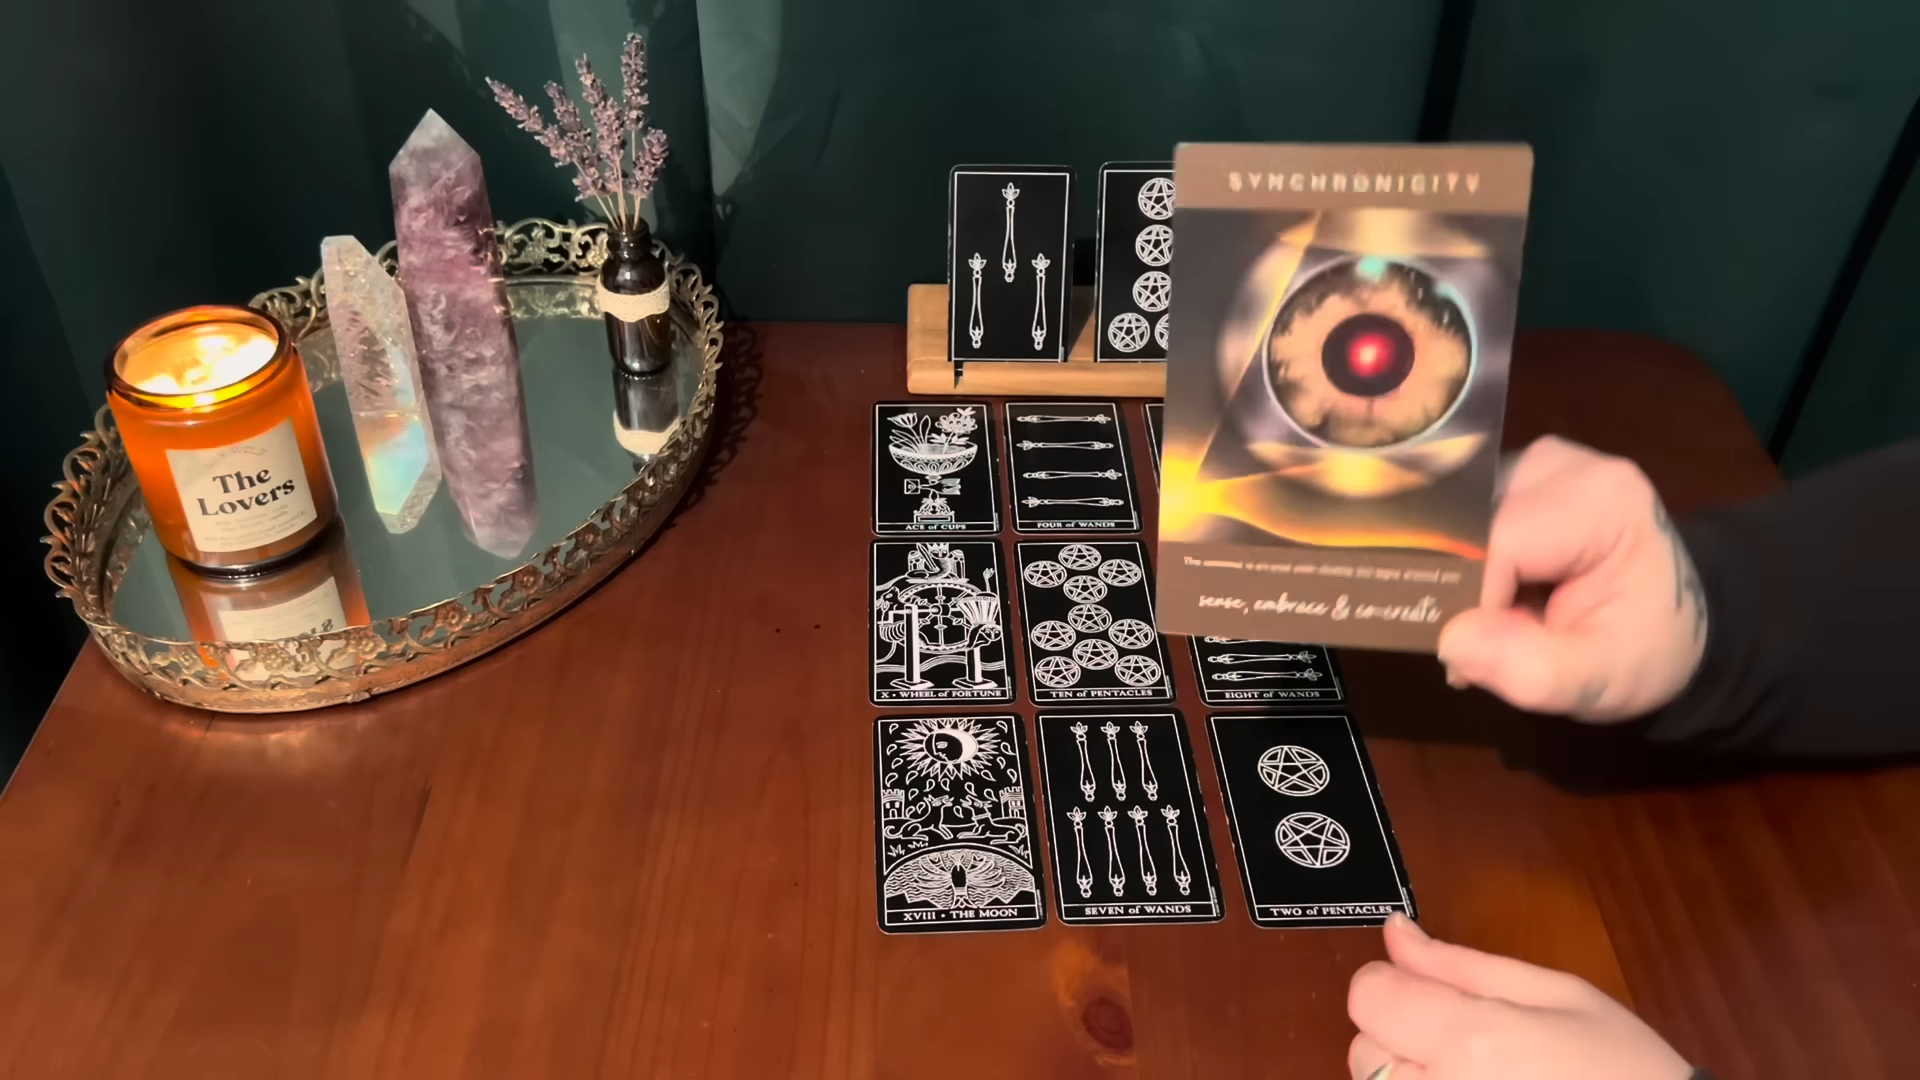 SYNCHRONICITY
sense, embrace & co-create
The
Lovers
ACE of CUPS
FOUR of WANDS
X • WHEEL of FORTUNE
TEN of PENTACLES
EIGHT of WANDS
XVIII • THE MOON
SEVEN of WANDS
TWO of PENTACLES